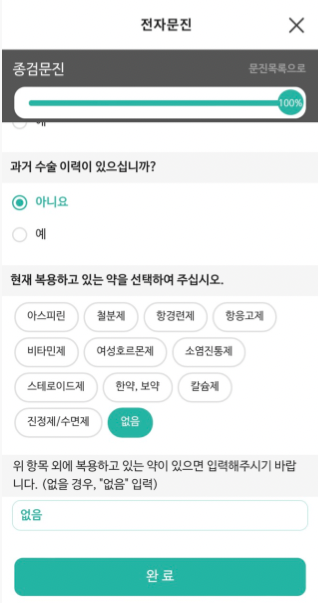 전자문진
종검문진
문진목록으로
100%
예
과거 수술 이력이 있으십니까?
아니요
예
현재 복용하고 있는 약을 선택하여 주십시오.
아스피린
철분제
항경련제
항응고제
비타민제
여성호르몬제
소염진통제
스테로이드제
한약, 보약
칼슘제
진정제/수면제
없음
위 항목 외에 복용하고 있는 약이 있으면 입력해주시기 바랍
니다. (없을 경우, "없음" 입력)
없음
완 료